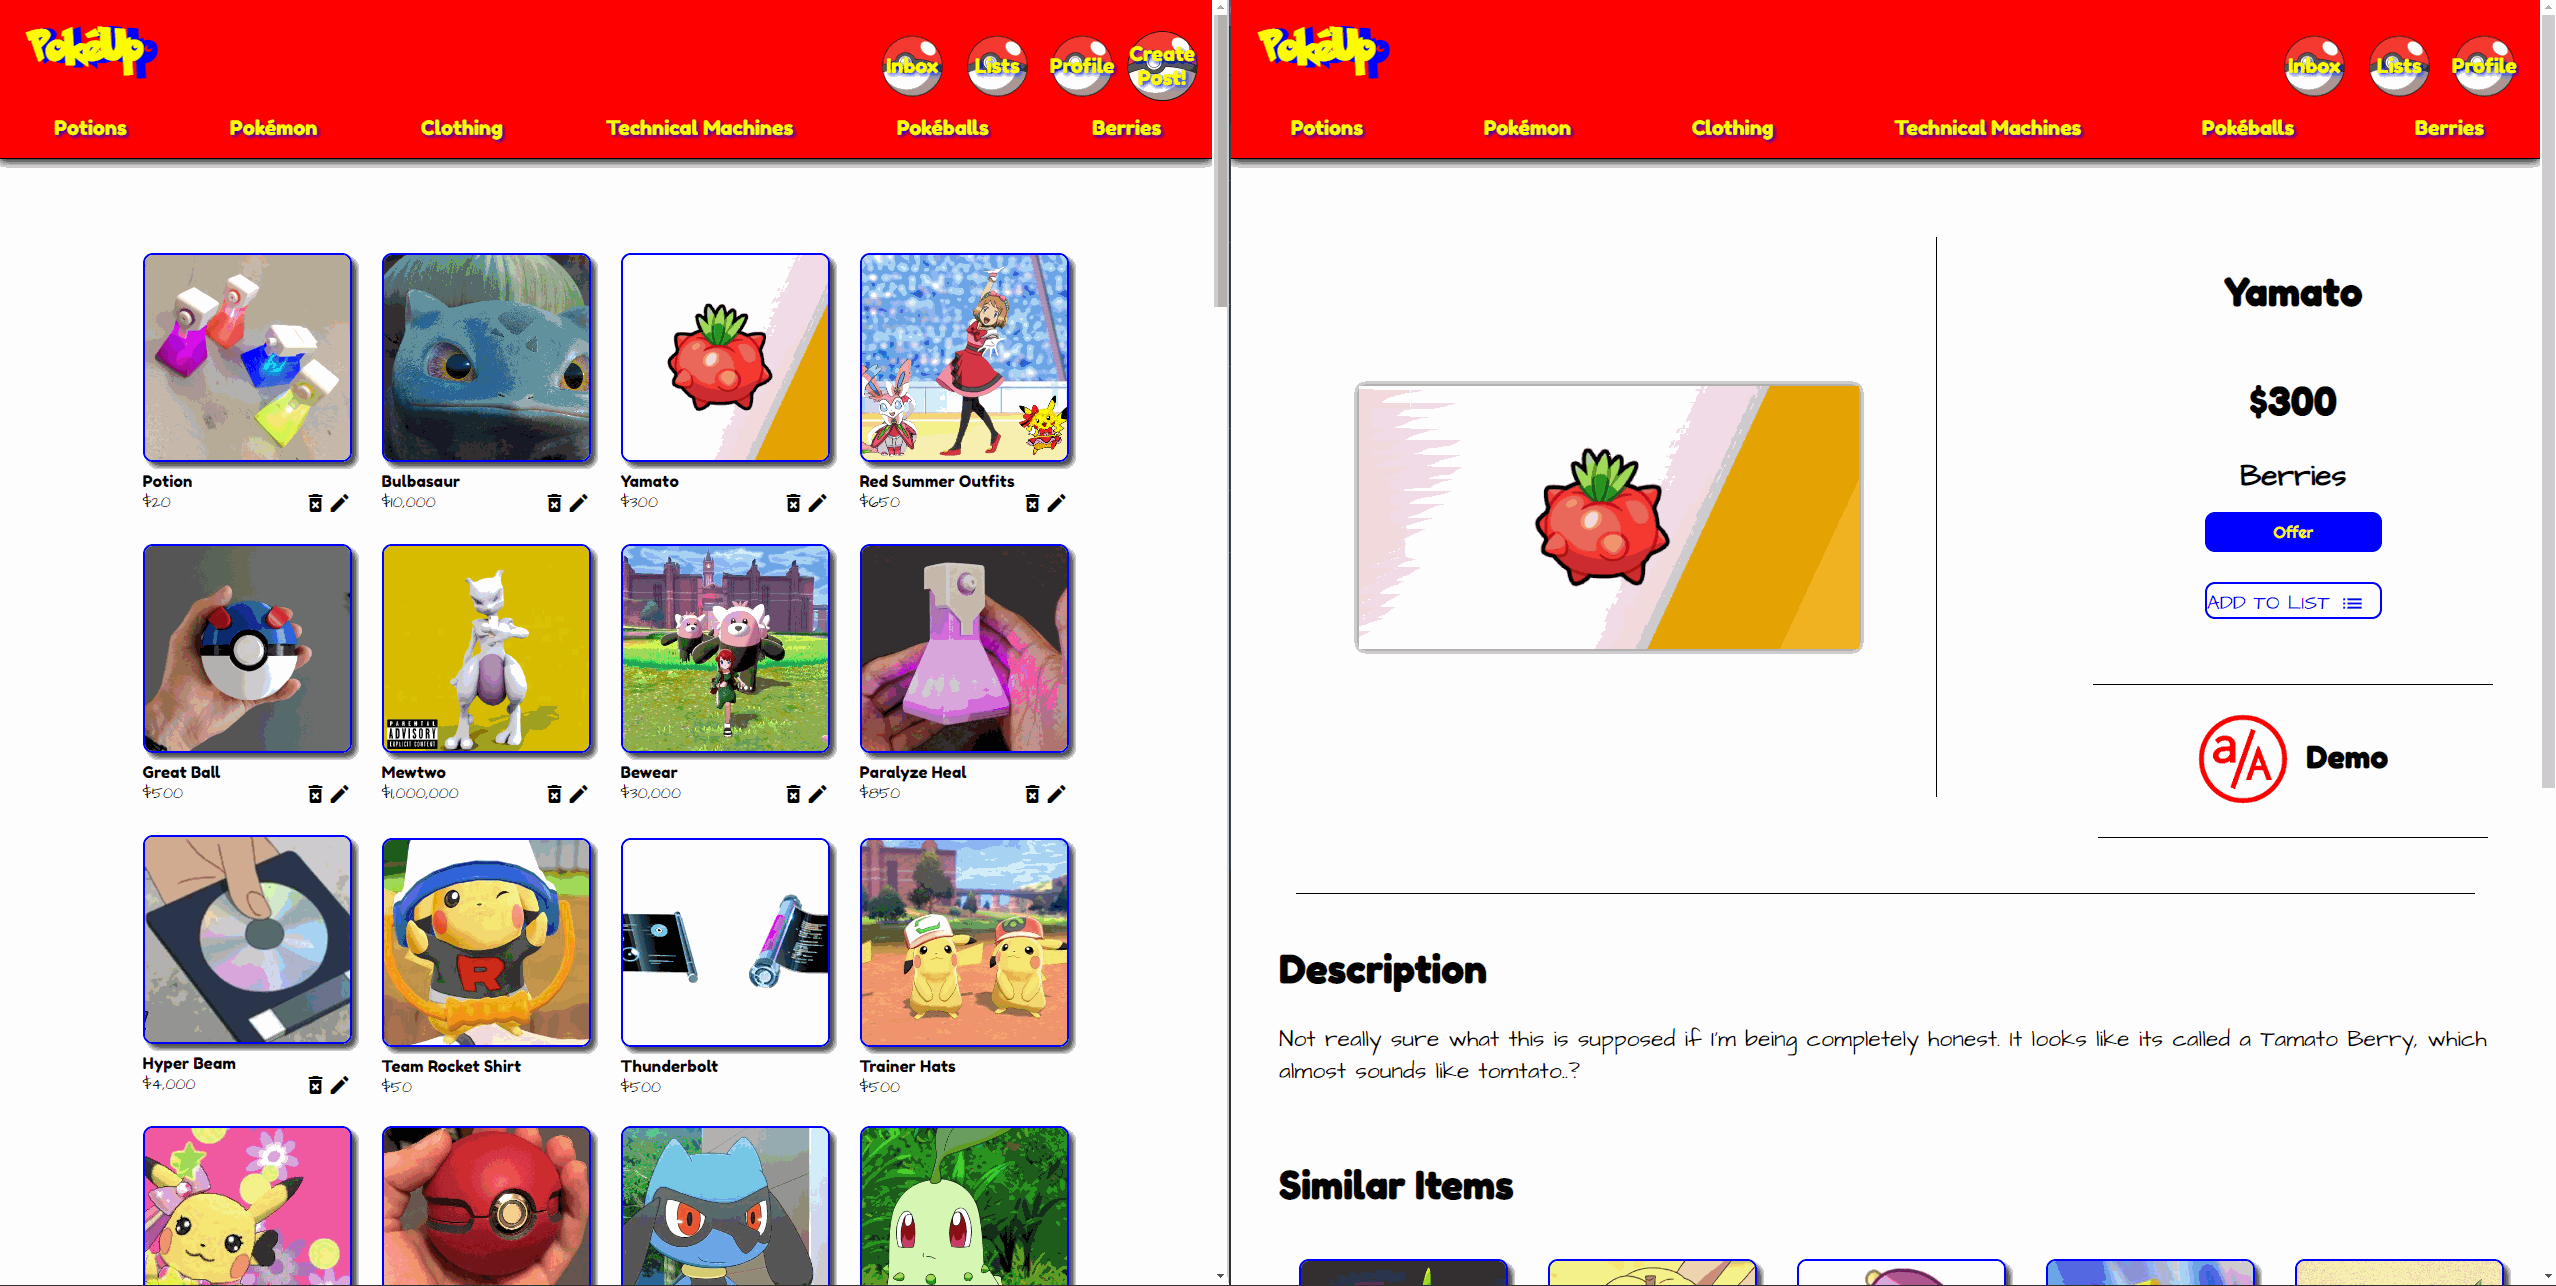 PokéUp
Inbox
Lists
Profile
Create
Post!
Potions
Pokémon
Clothing
Technical Machines
Pokéballs
Berries
Potion
$20
Bulbasaur
$10,000
Yamato
$300
Red Summer Outfits
$650
Great Ball
$500
PARENTAL
ADVISORY
EXPLICIT CONTENT
Mewtwo
$1,000,000
Bewear
$30,000
Paralyze Heal
$850
Hyper Beam
$4,000
R
Team Rocket Shirt
$50
Thunderbolt
$500
Trainer Hats
$500
PokéUp
Inbox
Lists
Profile
Potions
Pokémon
Clothing
Technical Machines
Pokéballs
Berries
Yamato
$300
Berries
Offer
ADD TO LIST
a/A
Demo
Description
Not really sure what this is supposed if I'm being completely honest. It looks like its called a Tamato Berry, which
almost sounds like tomtato..?
Similar Items